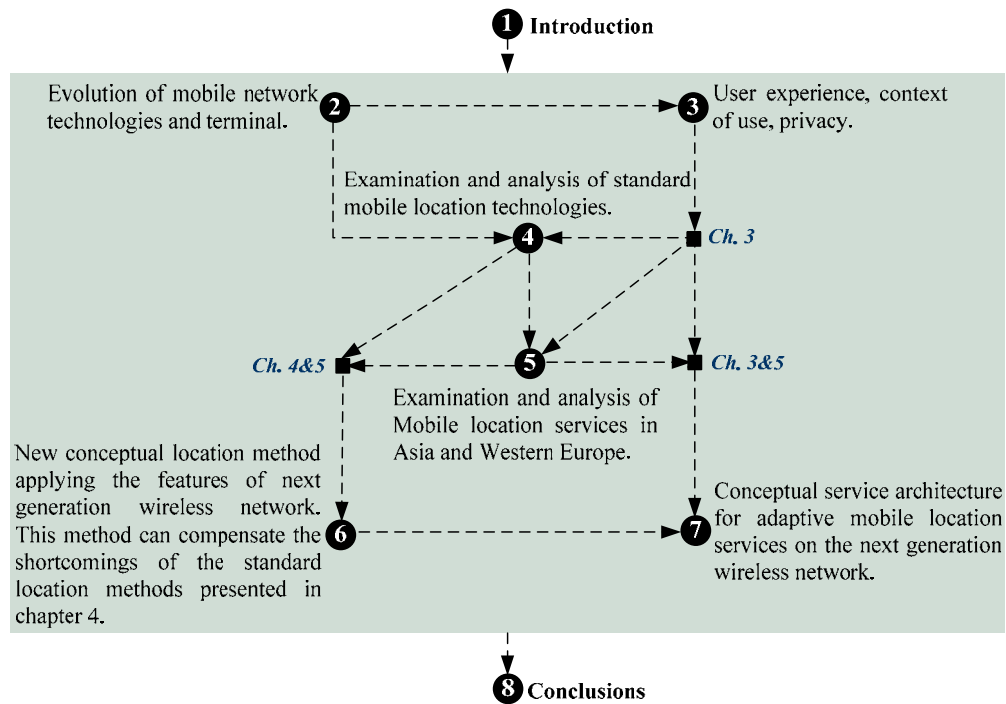 1 Introduction
Evolution of mobile network
technologies and terminal.
2
3
User experience, context
of use, privacy.
Examination and analysis of standard
mobile location technologies.
4
Ch. 3
Ch. 4&5
5
Ch. 3&5
Examination and analysis of
Mobile location services in
Asia and Western Europe.
New conceptual location method
applying the features of next
generation wireless network.
This method can compensate the
shortcomings of the standard
location methods presented in
chapter 4.
6
7
Conceptual service architecture
for adaptive mobile location
services on the next generation
wireless network.
8 Conclusions